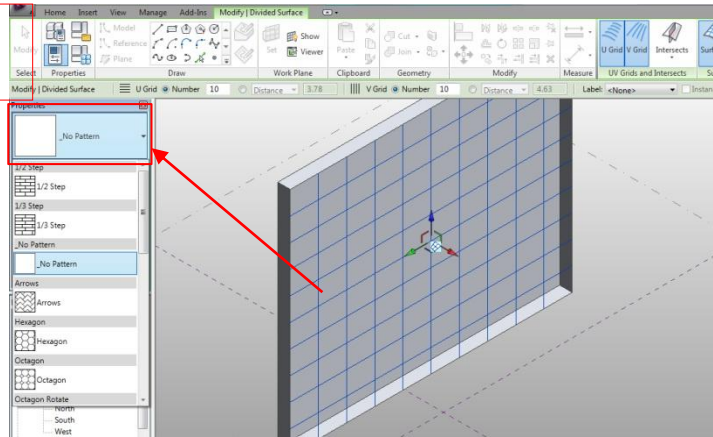 Home Insert View Manage Add-Ins Modify | Divided Surface
Modify
Model
Reference
Plane
Set
Show
Viewer
Paste
Cut
Join
U Grid V Grid Intersects
Select Properties Draw Work Plane Clipboard Geometry Modify Measure UV Grids and Intersects
Modify | Divided Surface U Grid Number 10 Distance 3.78 V Grid Number 10 Distance 4.63 Label: <None>
Properties
_No Pattern
1/2 Step
1/2 Step
1/3 Step
1/3 Step
_No Pattern
_No Pattern
Arrows
Arrows
Hexagon
Hexagon
Octagon
Octagon
Octagon Rotate
North
South
West